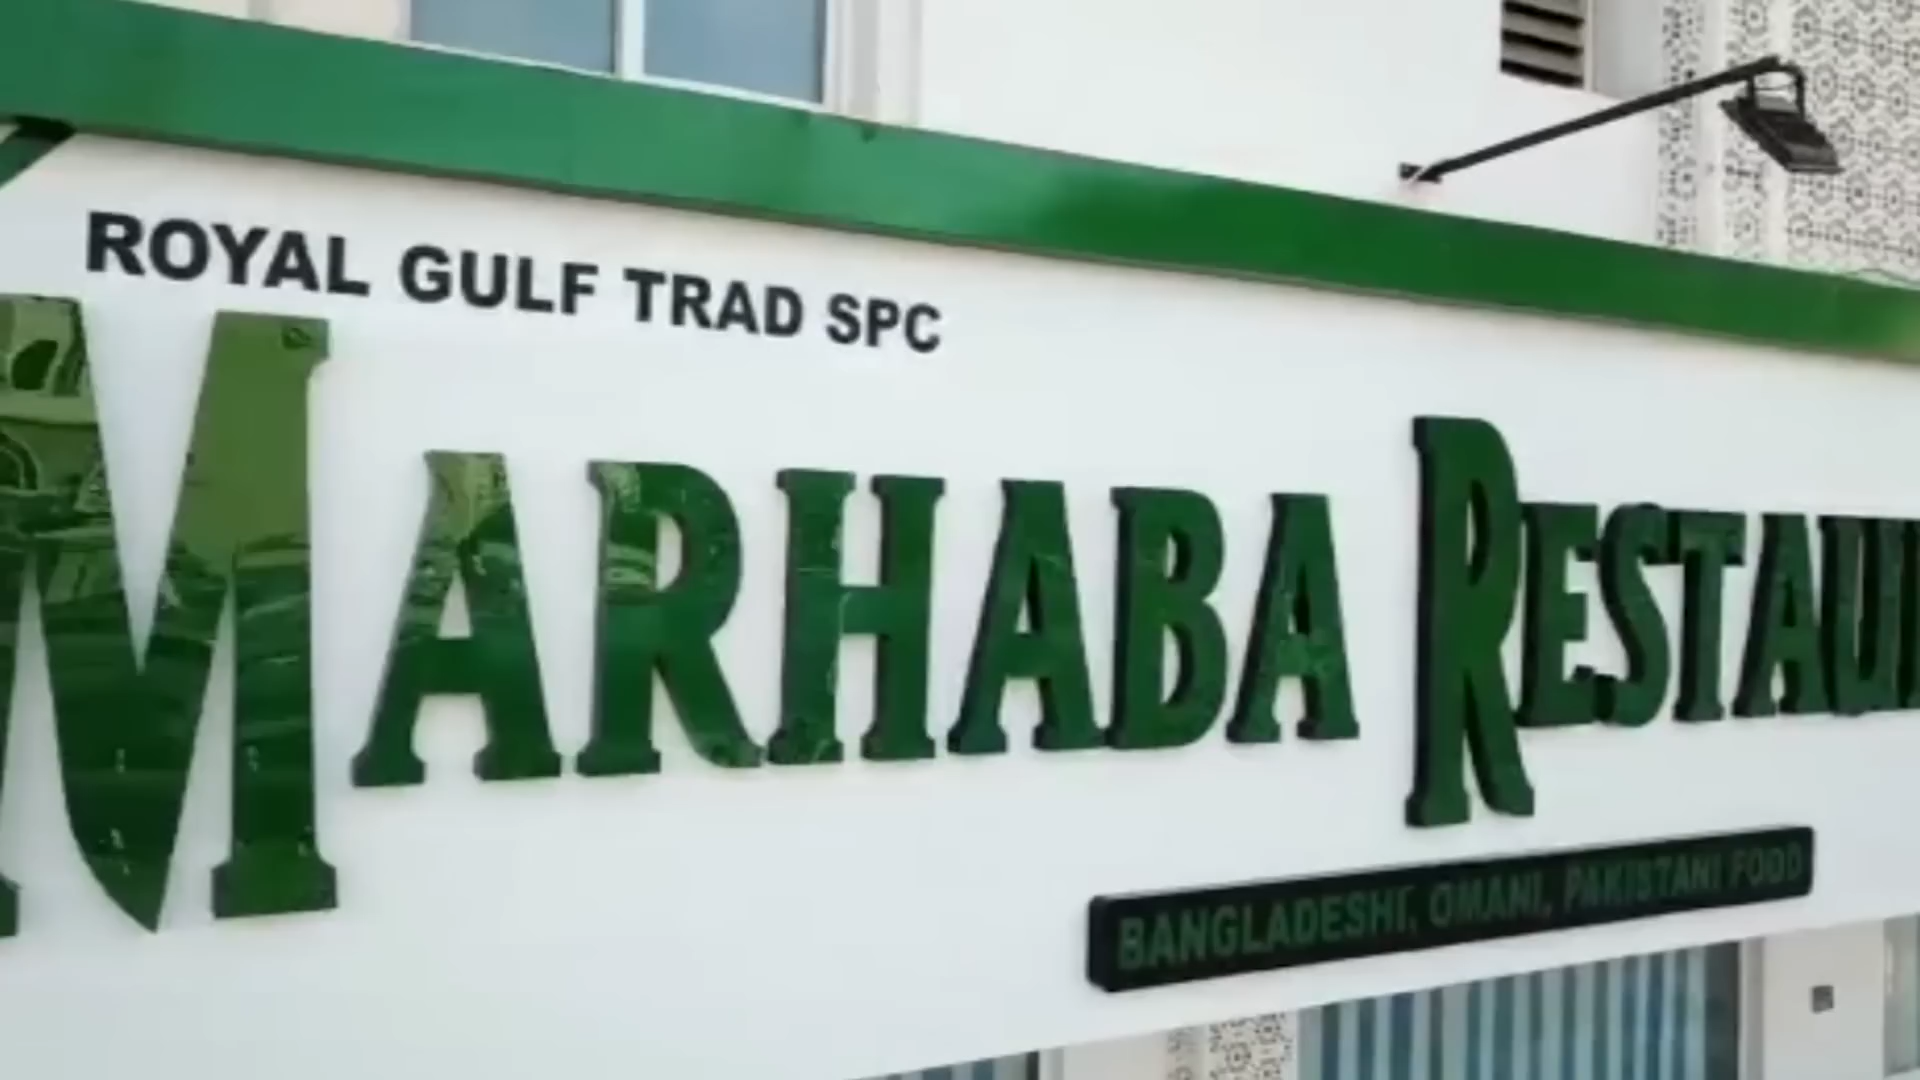 ROYAL GULF TRAD SPC
MARHABA RESTAU
BANGLADESHI, OMANI, PAKISTANI FOOD